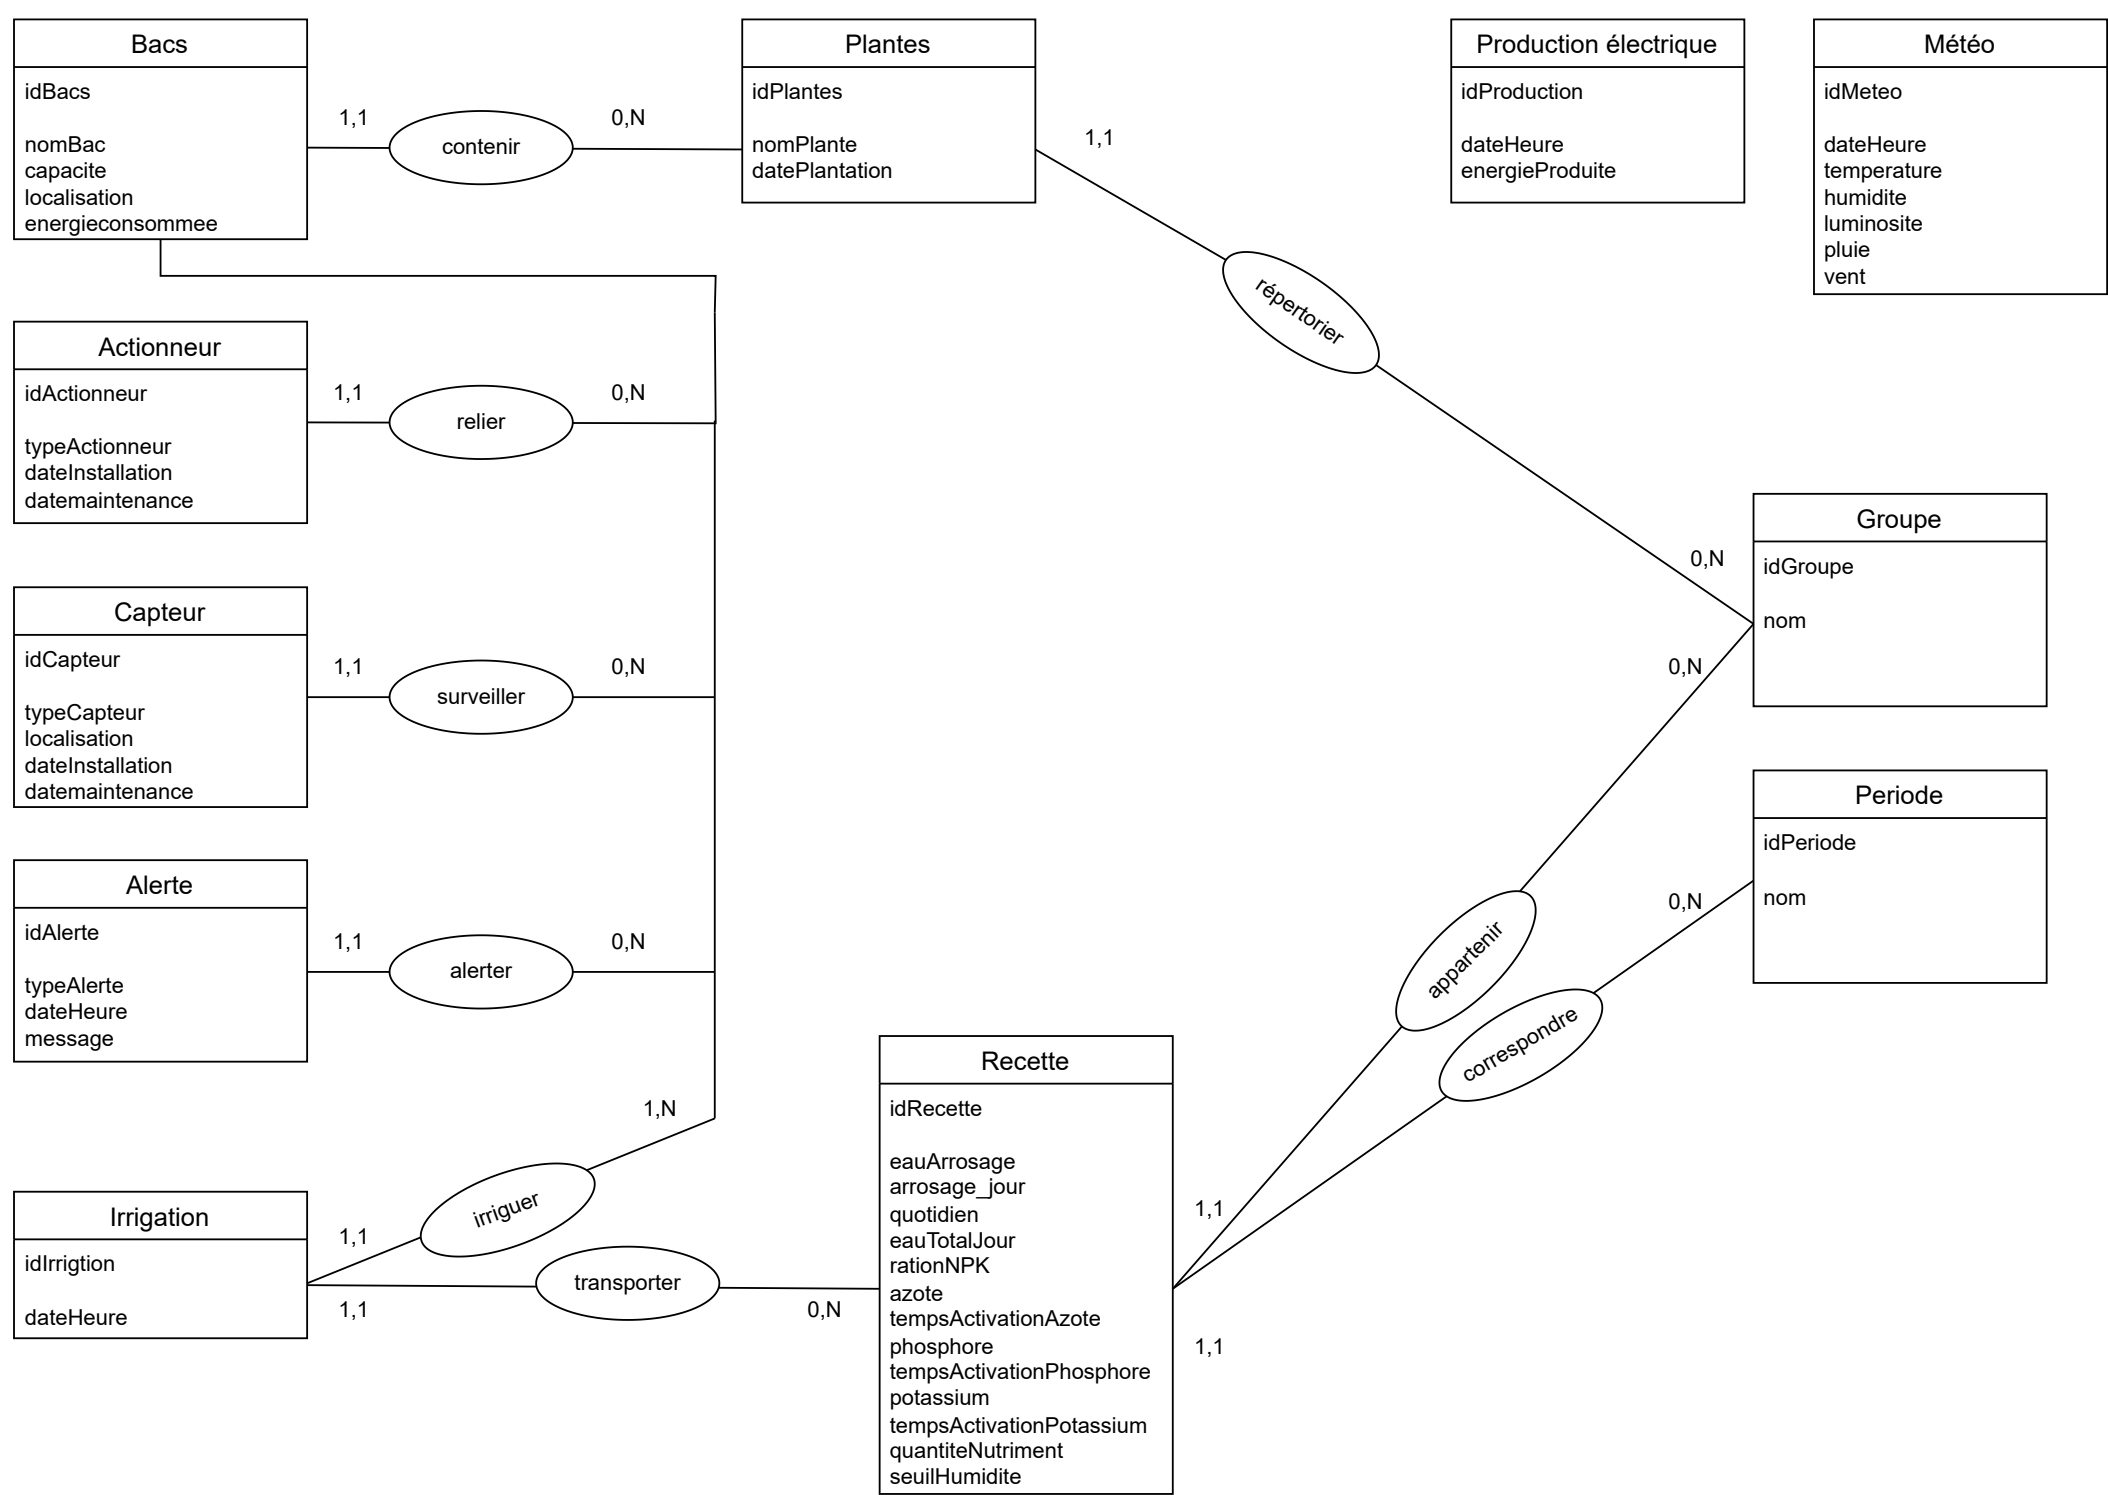 Bacs
idBacs
nomBac
capacite
localisation
energieconsommee
1,1
contenir
0,N
Plantes
idPlantes
nomPlante
datePlantation
1,1
répertorier
0,N
Production électrique
idProduction
dateHeure
energieProduite
Météo
idMeteo
dateHeure
temperature
humidite
luminosite
pluie
vent
Actionneur
idActionneur
typeActionneur
dateInstallation
datemaintenance
1,1
relier
0,N
Groupe
idGroupe
nom
0,N
Capteur
idCapteur
typeCapteur
localisation
dateInstallation
datemaintenance
1,1
surveiller
0,N
Periode
idPeriode
nom
0,N
appartenir
correspondre
Alerte
idAlerte
typeAlerte
dateHeure
message
1,1
alerter
0,N
1,N
irriguer
1,1
Irrigation
idIrrigtion
dateHeure
1,1
transporter
0,N
Recette
idRecette
eauArrosage
arrosage_jour
quotidien
eauTotalJour
rationNPK
azote
tempsActivationAzote
phosphore
tempsActivationPhosphore
potassium
tempsActivationPotassium
quantiteNutriment
seuilHumidite
1,1
1,1